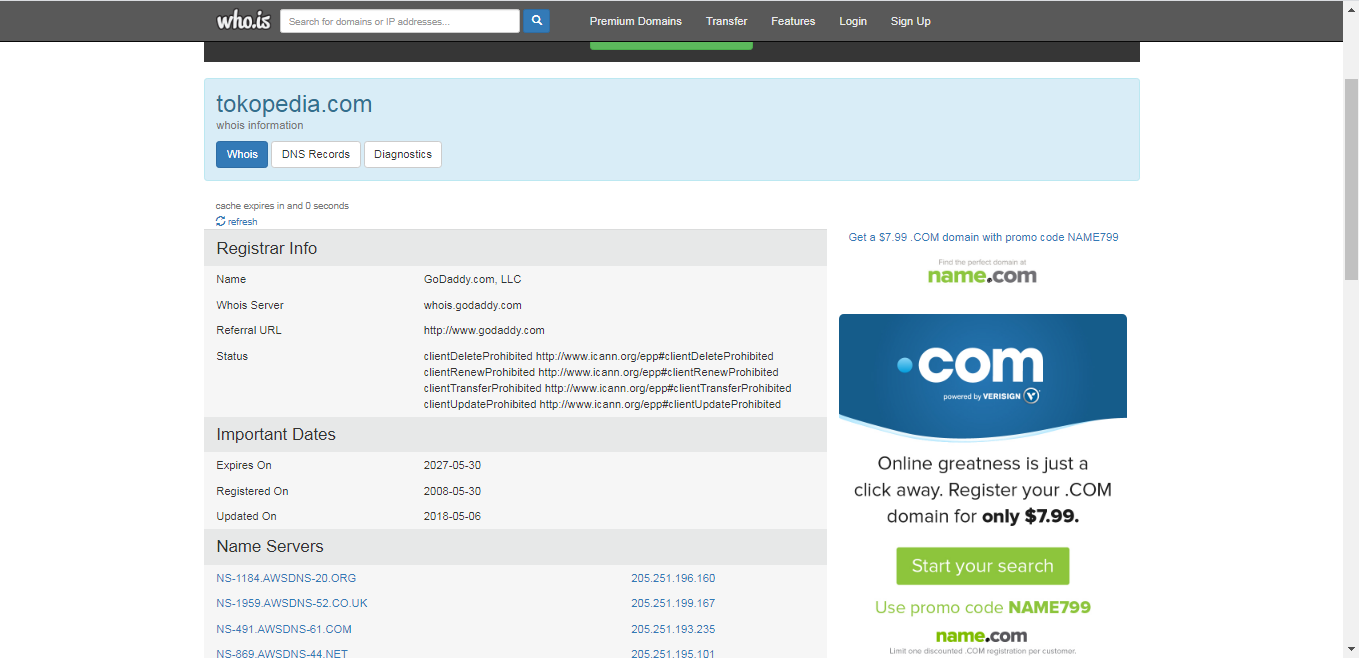 who.is
Search for domains or IP addresses...
Premium Domains Transfer Features Login Sign Up
tokopedia.com
whois information
Whois DNS Records Diagnostics
cache expires in and 0 seconds
refresh
Registrar Info
Name GoDaddy.com, LLC
Whois Server whois.godaddy.com
Referral URL http://www.godaddy.com
Status clientDeleteProhibited http://www.icann.org/epp#clientDeleteProhibited
clientRenewProhibited http://www.icann.org/epp#clientRenewProhibited
clientTransferProhibited http://www.icann.org/epp#clientTransferProhibited
clientUpdateProhibited http://www.icann.org/epp#clientUpdateProhibited
Important Dates
Expires On 2027-05-30
Registered On 2008-05-30
Updated On 2018-05-06
Name Servers
NS-1184.AWSDNS-20.ORG 205.251.196.160
NS-1959.AWSDNS-52.CO.UK 205.251.199.167
NS-491.AWSDNS-61.COM 205.251.193.235
NS-869.AWSDNS-44.NET 205.251.195.101
Get a $7.99 .COM domain with promo code NAME799
Find the perfect domain at
name.com
.com
powered by VERISIGN
Online greatness is just a
click away. Register your .COM
domain for only $7.99.
Start your search
Use promo code NAME799
name.com
Limit one discounted .COM registration per customer.